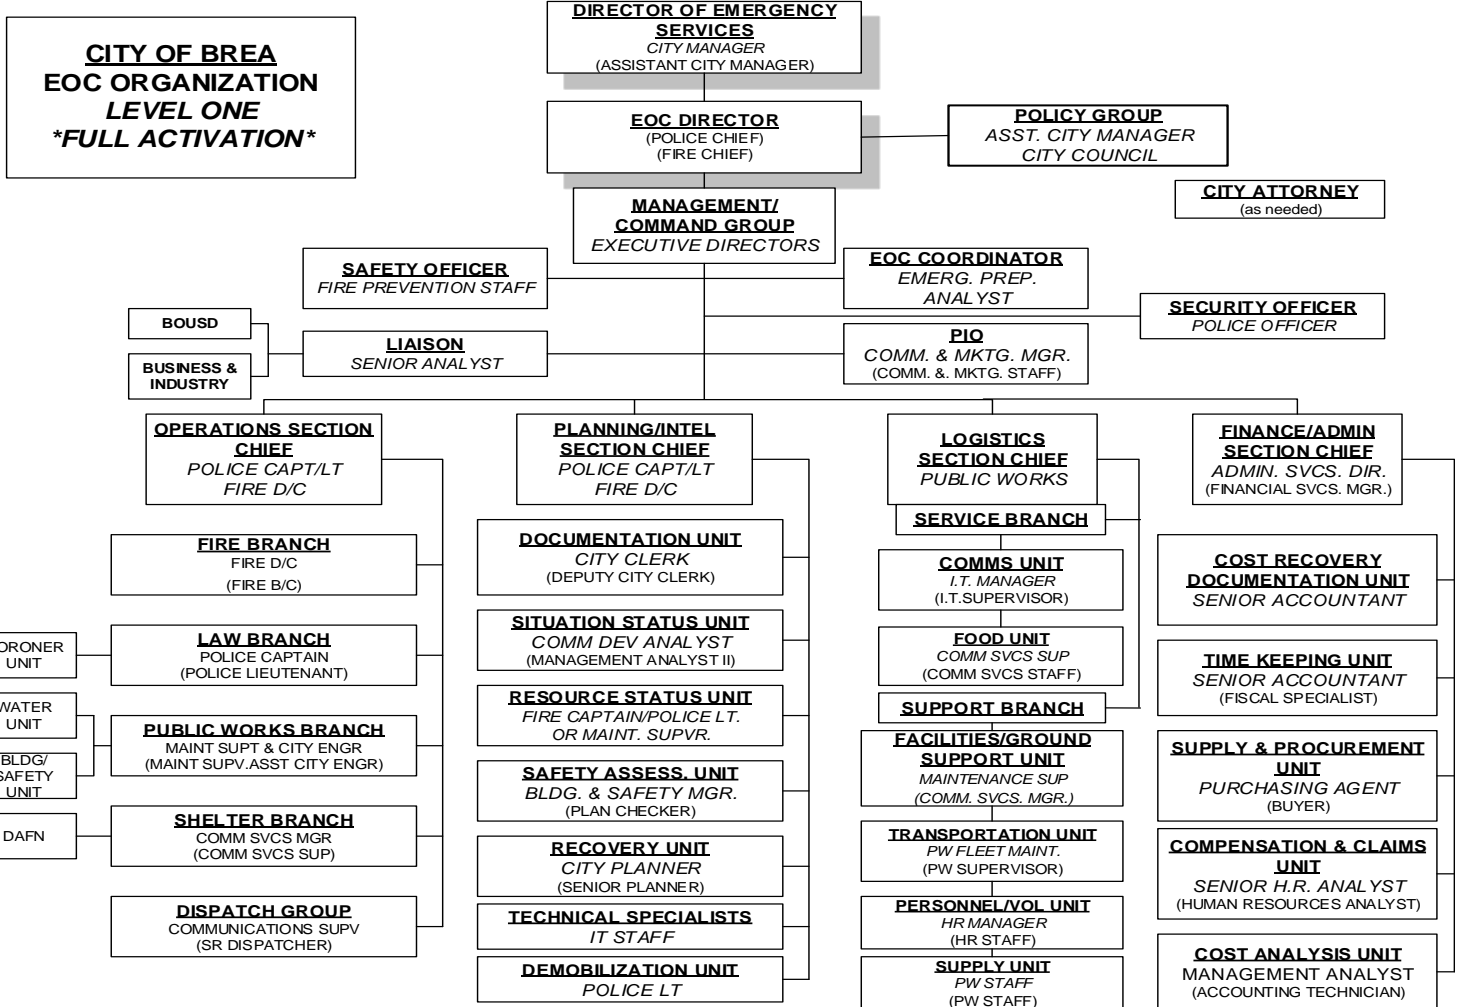 CITY OF BREA
EOC ORGANIZATION
LEVEL ONE
*FULL ACTIVATION*
DIRECTOR OF EMERGENCY
SERVICES
CITY MANAGER
(ASSISTANT CITY MANAGER)
EOC DIRECTOR
(POLICE CHIEF)
(FIRE CHIEF)
POLICY GROUP
ASST. CITY MANAGER
CITY COUNCIL
CITY ATTORNEY
(as needed)
MANAGEMENT/
COMMAND GROUP
EXECUTIVE DIRECTORS
SAFETY OFFICER
FIRE PREVENTION STAFF
EOC COORDINATOR
EMERG. PREP.
ANALYST
SECURITY OFFICER
POLICE OFFICER
BOUSD
BUSINESS &
INDUSTRY
LIAISON
SENIOR ANALYST
PIO
COMM. & MKTG. MGR.
(COMM. &. MKTG. STAFF)
OPERATIONS SECTION
CHIEF
POLICE CAPT/LT
FIRE D/C
FIRE BRANCH
FIRE D/C
(FIRE B/C)
ORONER
UNIT
LAW BRANCH
POLICE CAPTAIN
(POLICE LIEUTENANT)
WATER
UNIT
BLDG/
SAFETY
UNIT
PUBLIC WORKS BRANCH
MAINT SUPT & CITY ENGR
(MAINT SUPV.ASST CITY ENGR)
DAFN
SHELTER BRANCH
COMM SVCS MGR
(COMM SVCS SUP)
DISPATCH GROUP
COMMUNICATIONS SUPV
(SR DISPATCHER)
PLANNING/INTEL
SECTION CHIEF
POLICE CAPT/LT
FIRE D/C
DOCUMENTATION UNIT
CITY CLERK
(DEPUTY CITY CLERK)
SITUATION STATUS UNIT
COMM DEV ANALYST
(MANAGEMENT ANALYST II)
RESOURCE STATUS UNIT
FIRE CAPTAIN/POLICE LT.
OR MAINT. SUPVR.
SAFETY ASSESS. UNIT
BLDG. & SAFETY MGR.
(PLAN CHECKER)
RECOVERY UNIT
CITY PLANNER
(SENIOR PLANNER)
TECHNICAL SPECIALISTS
IT STAFF
DEMOBILIZATION UNIT
POLICE LT
LOGISTICS
SECTION CHIEF
PUBLIC WORKS
SERVICE BRANCH
COMMS UNIT
I.T. MANAGER
(I.T.SUPERVISOR)
FOOD UNIT
COMM SVCS SUP
(COMM SVCS STAFF)
SUPPORT BRANCH
FACILITIES/GROUND
SUPPORT UNIT
MAINTENANCE SUP
(COMM. SVCS. MGR.)
TRANSPORTATION UNIT
PW FLEET MAINT.
(PW SUPERVISOR)
PERSONNEL/VOL UNIT
HR MANAGER
(HR STAFF)
SUPPLY UNIT
PW STAFF
(PW STAFF)
FINANCE/ADMIN
SECTION CHIEF
ADMIN. SVCS. DIR.
(FINANCIAL SVCS. MGR.)
COST RECOVERY
DOCUMENTATION UNIT
SENIOR ACCOUNTANT
TIME KEEPING UNIT
SENIOR ACCOUNTANT
(FISCAL SPECIALIST)
SUPPLY & PROCUREMENT
UNIT
PURCHASING AGENT
(BUYER)
COMPENSATION & CLAIMS
UNIT
SENIOR H.R. ANALYST
(HUMAN RESOURCES ANALYST)
COST ANALYSIS UNIT
MANAGEMENT ANALYST
(ACCOUNTING TECHNICIAN)